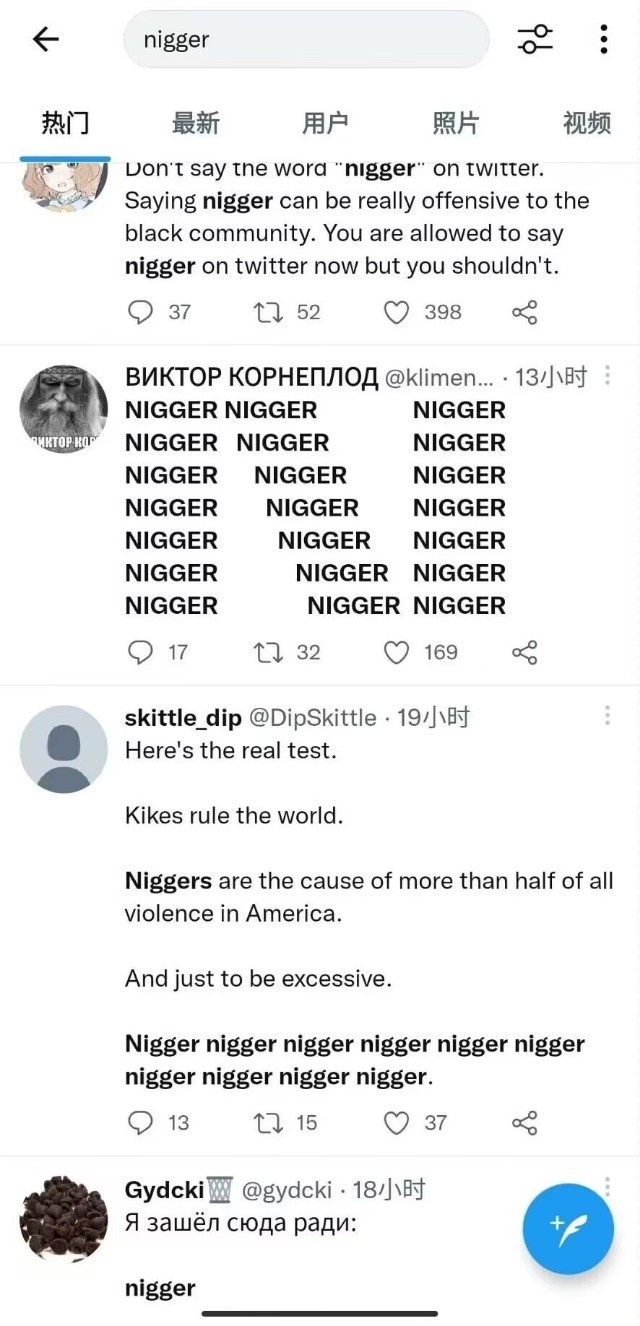 nigger
热门 最新 用户 照片 视频
Don't say the word "nigger" on twitter.
Saying nigger can be really offensive to the
black community. You are allowed to say
nigger on twitter now but you shouldn't.
37 52 398
ВИКТОР КОРНЕПЛОД @klimen... · 13小时
NIGGER NIGGER NIGGER
NIGGER NIGGER NIGGER
NIGGER NIGGER NIGGER
NIGGER NIGGER NIGGER
NIGGER NIGGER NIGGER
NIGGER NIGGER NIGGER
NIGGER NIGGER NIGGER
17 32 169
skittle_dip @DipSkittle · 19小时
Here's the real test.
Kikes rule the world.
Niggers are the cause of more than half of all
violence in America.
And just to be excessive.
Nigger nigger nigger nigger nigger nigger
nigger nigger nigger nigger.
13 15 37
Gydcki @gydcki · 18小时
Я зашёл сюда ради:
nigger